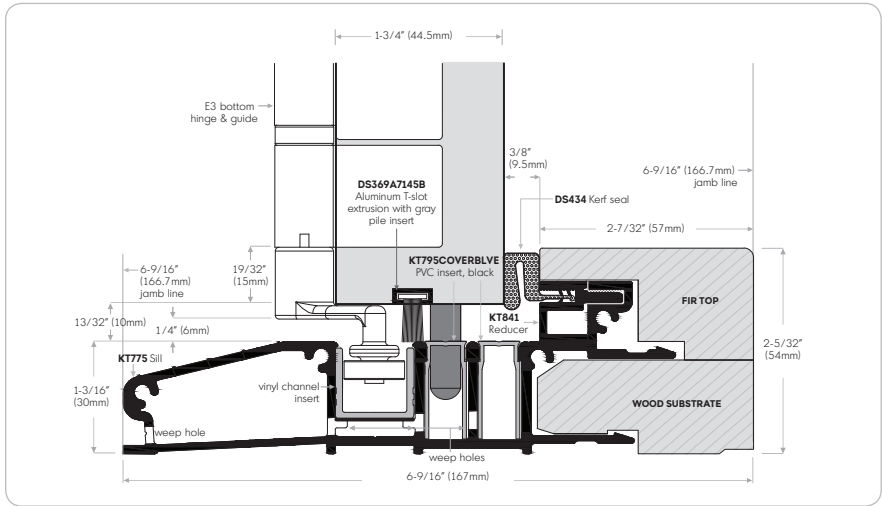 1-3/4” (44.5mm)
E3 bottom
hinge & guide
3/8”
(9.5mm)
6-9/16” (166.7mm)
jamb line
DS369A7145B
Aluminum T-slot
extrusion with gray
pile insert
DS434 Kerf seal
2-7/32” (57mm)
KT795COVERBLVE
PVC insert, black
6-9/16”
(166.7mm)
jamb line
19/32”
(15mm)
FIR TOP
13/32” (10mm)
1/4” (6mm)
KT841
Reducer
2-5/32”
(54mm)
KT775 Sill
1-3/16”
(30mm)
vinyl channel
insert
WOOD SUBSTRATE
weep hole
weep holes
6-9/16” (167mm)